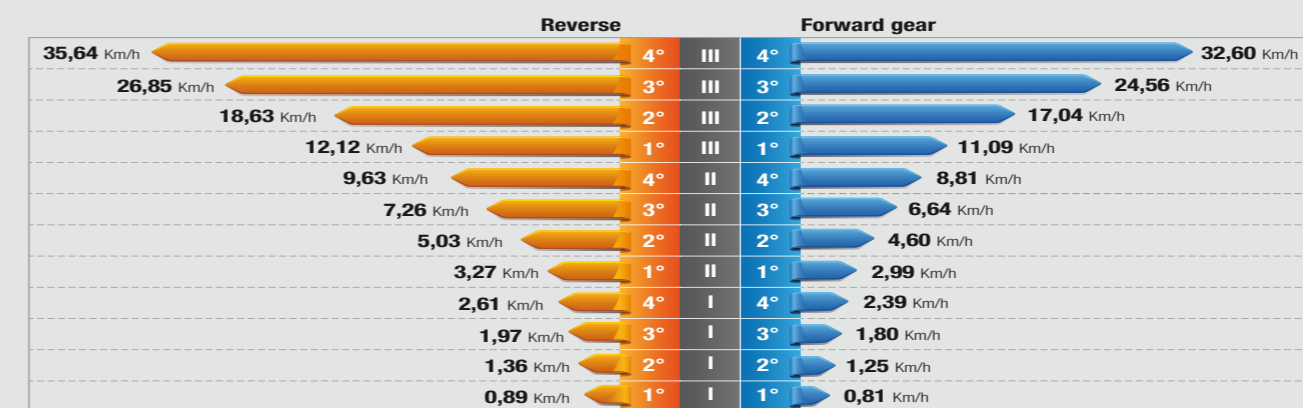 Reverse Forward gear
35,64 Km/h 4° III 4° 32,60 Km/h
26,85 Km/h 3° III 3° 24,56 Km/h
18,63 Km/h 2° III 2° 17,04 Km/h
12,12 Km/h 1° III 1° 11,09 Km/h
9,63 Km/h 4° II 4° 8,81 Km/h
7,26 Km/h 3° II 3° 6,64 Km/h
5,03 Km/h 2° II 2° 4,60 Km/h
3,27 Km/h 1° II 1° 2,99 Km/h
2,61 Km/h 4° I 4° 2,39 Km/h
1,97 Km/h 3° I 3° 1,80 Km/h
1,36 Km/h 2° I 2° 1,25 Km/h
0,89 Km/h 1° I 1° 0,81 Km/h